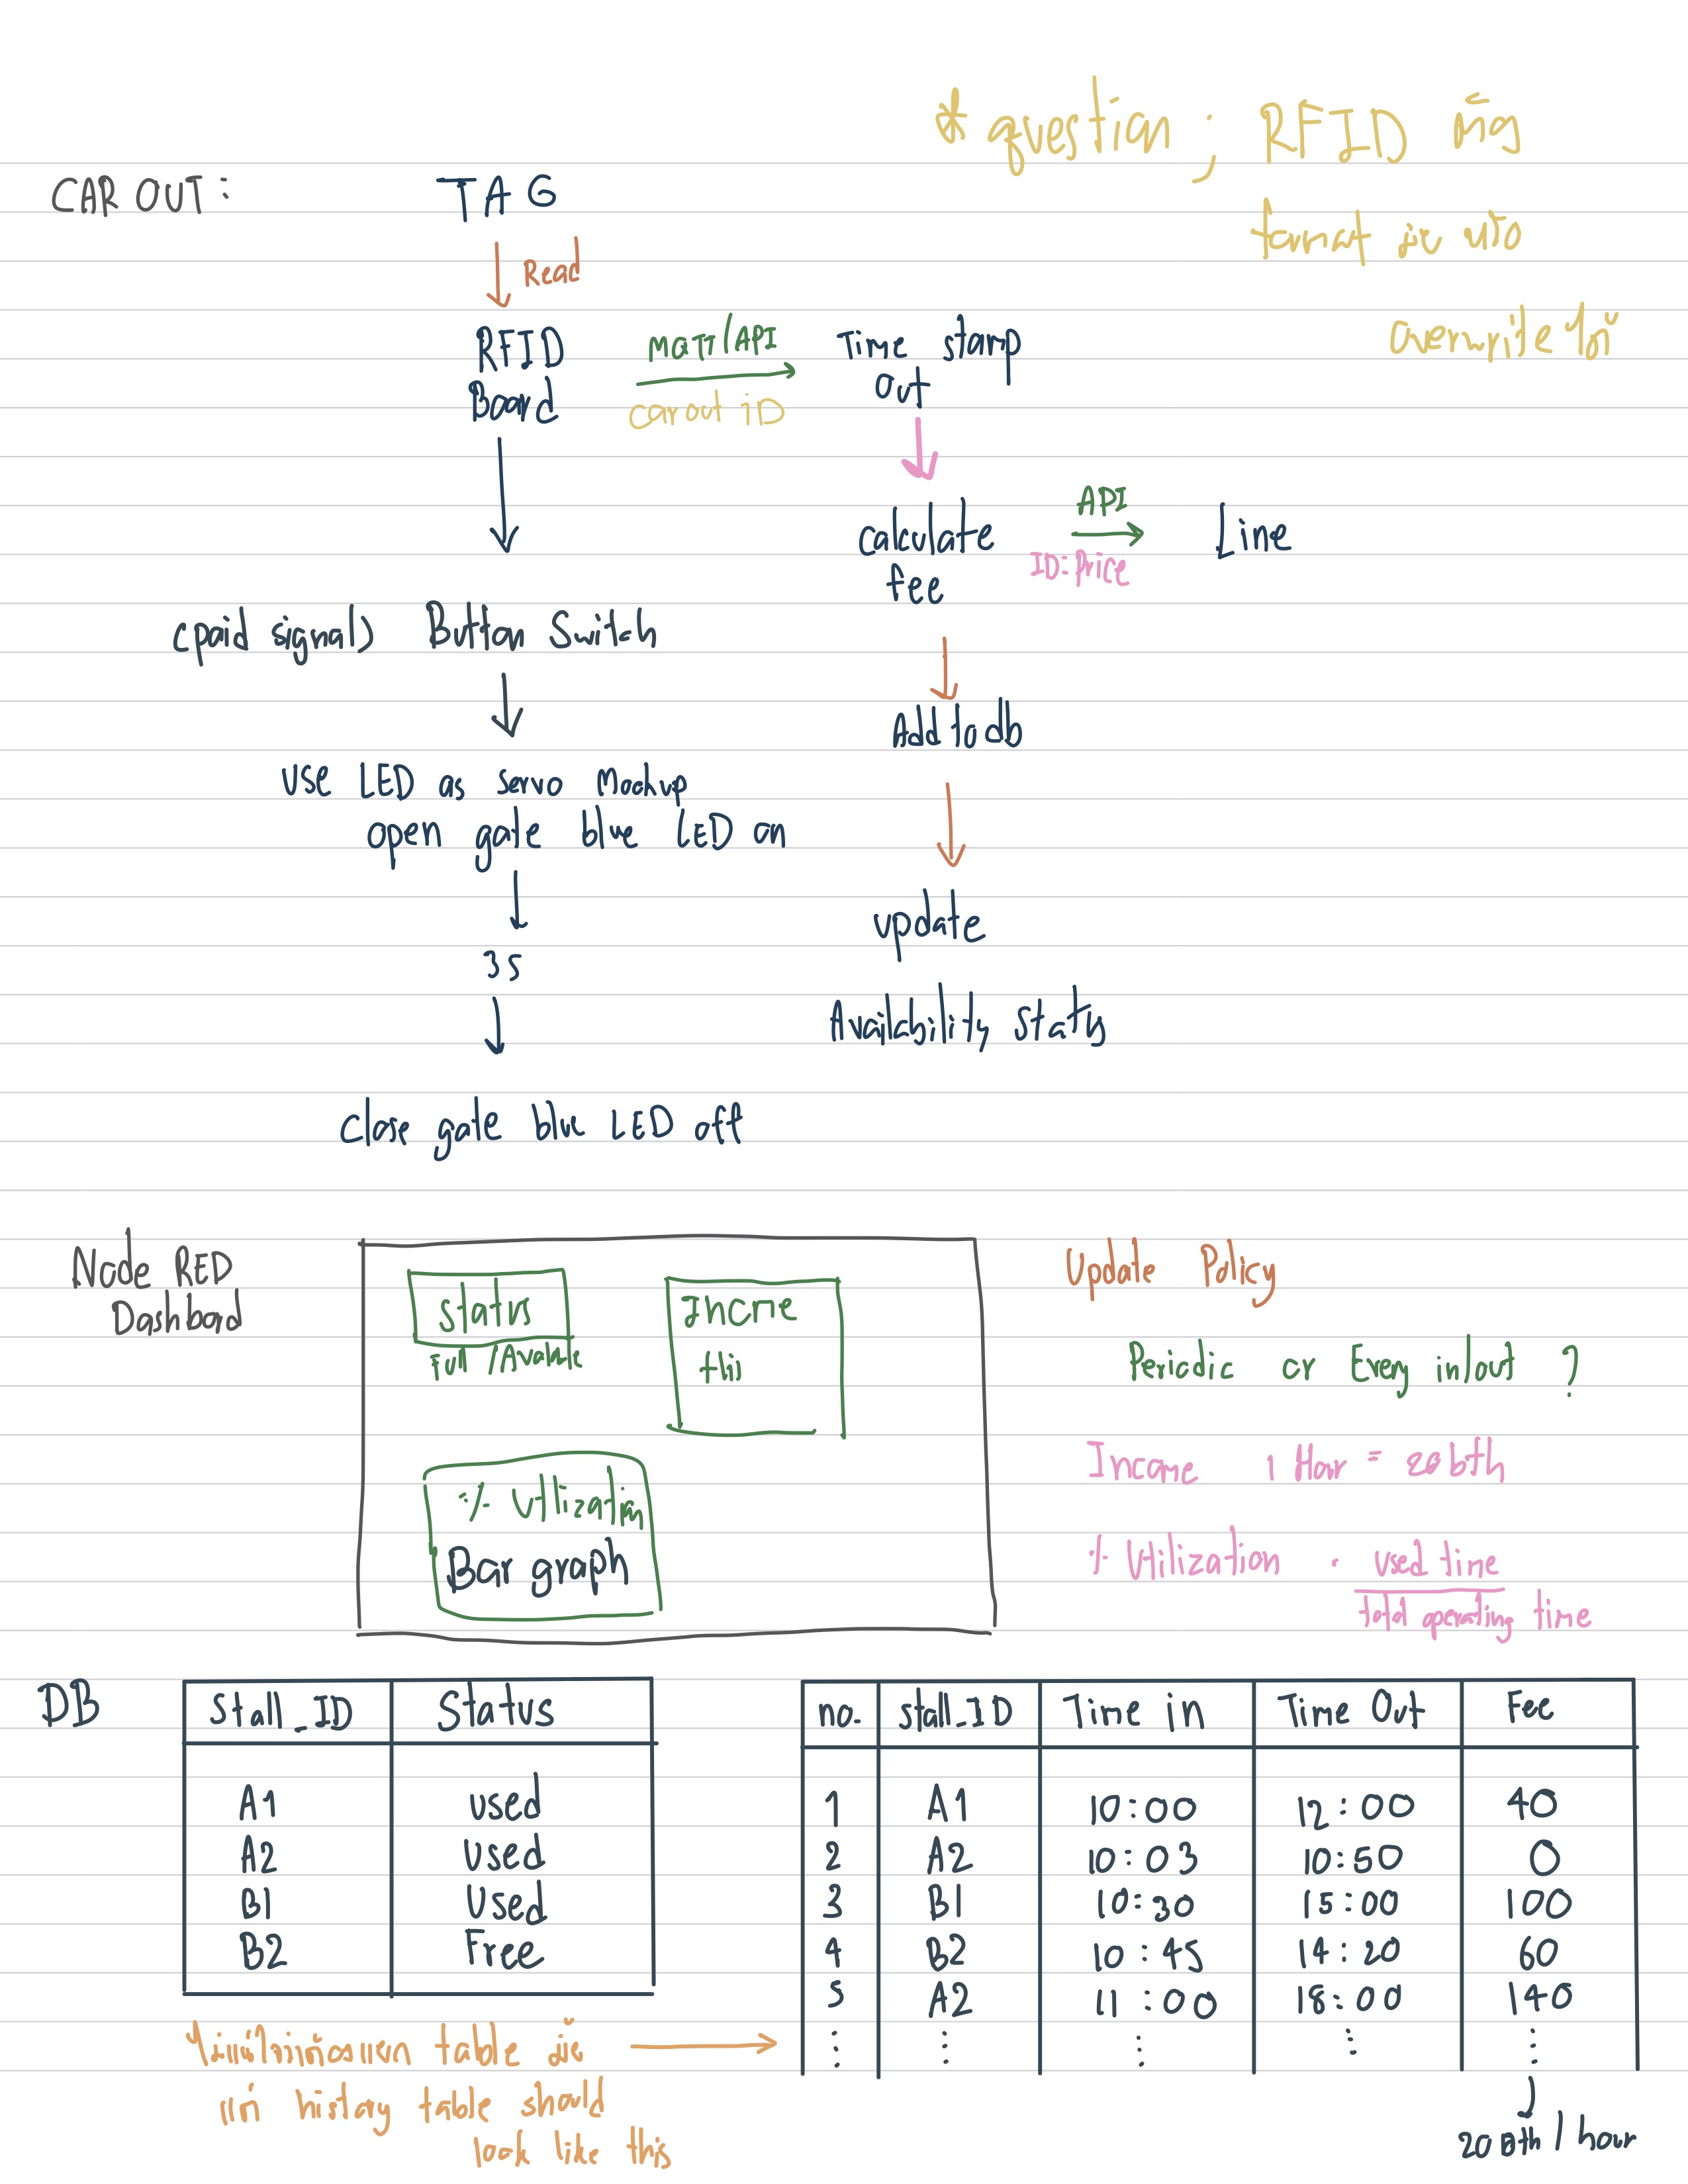 * question ; RFID ต้อง
format มั้ย หรือ
override ได้
CAR OUT :
TAG
Read
RFID
Board
MQTT/API
car out iD
Time stamp
out
calculate
fee
API
ID:Price
Line
(paid signal) Button Switch
Add to db
use LED as servo Mockup
open gate blue LED on
update
3s
Availability status
Close gate blue LED off
Node RED
Dashboard
status
Full / Available
Income
this
% Utilization
Bar graph
Update Policy
Periodic or Every in/out ?
Income 1 Hour = 20 bth
% Utilization = used time
total operating time
DB
Stall_ID Status
A1 used
A2 used
B1 Used
B2 Free
no. stall_ID Time in Time Out Fee
1 A1 10:00 12:00 40
2 A2 10:03 10:50 0
3 B1 10:30 15:00 100
4 B2 10:45 14:20 60
5 A2 11:00 18:00 140
ไม่แน่ใจว่าต้องแยก table มั้ย
แต่ history table should
look like this
20 Bth / hour